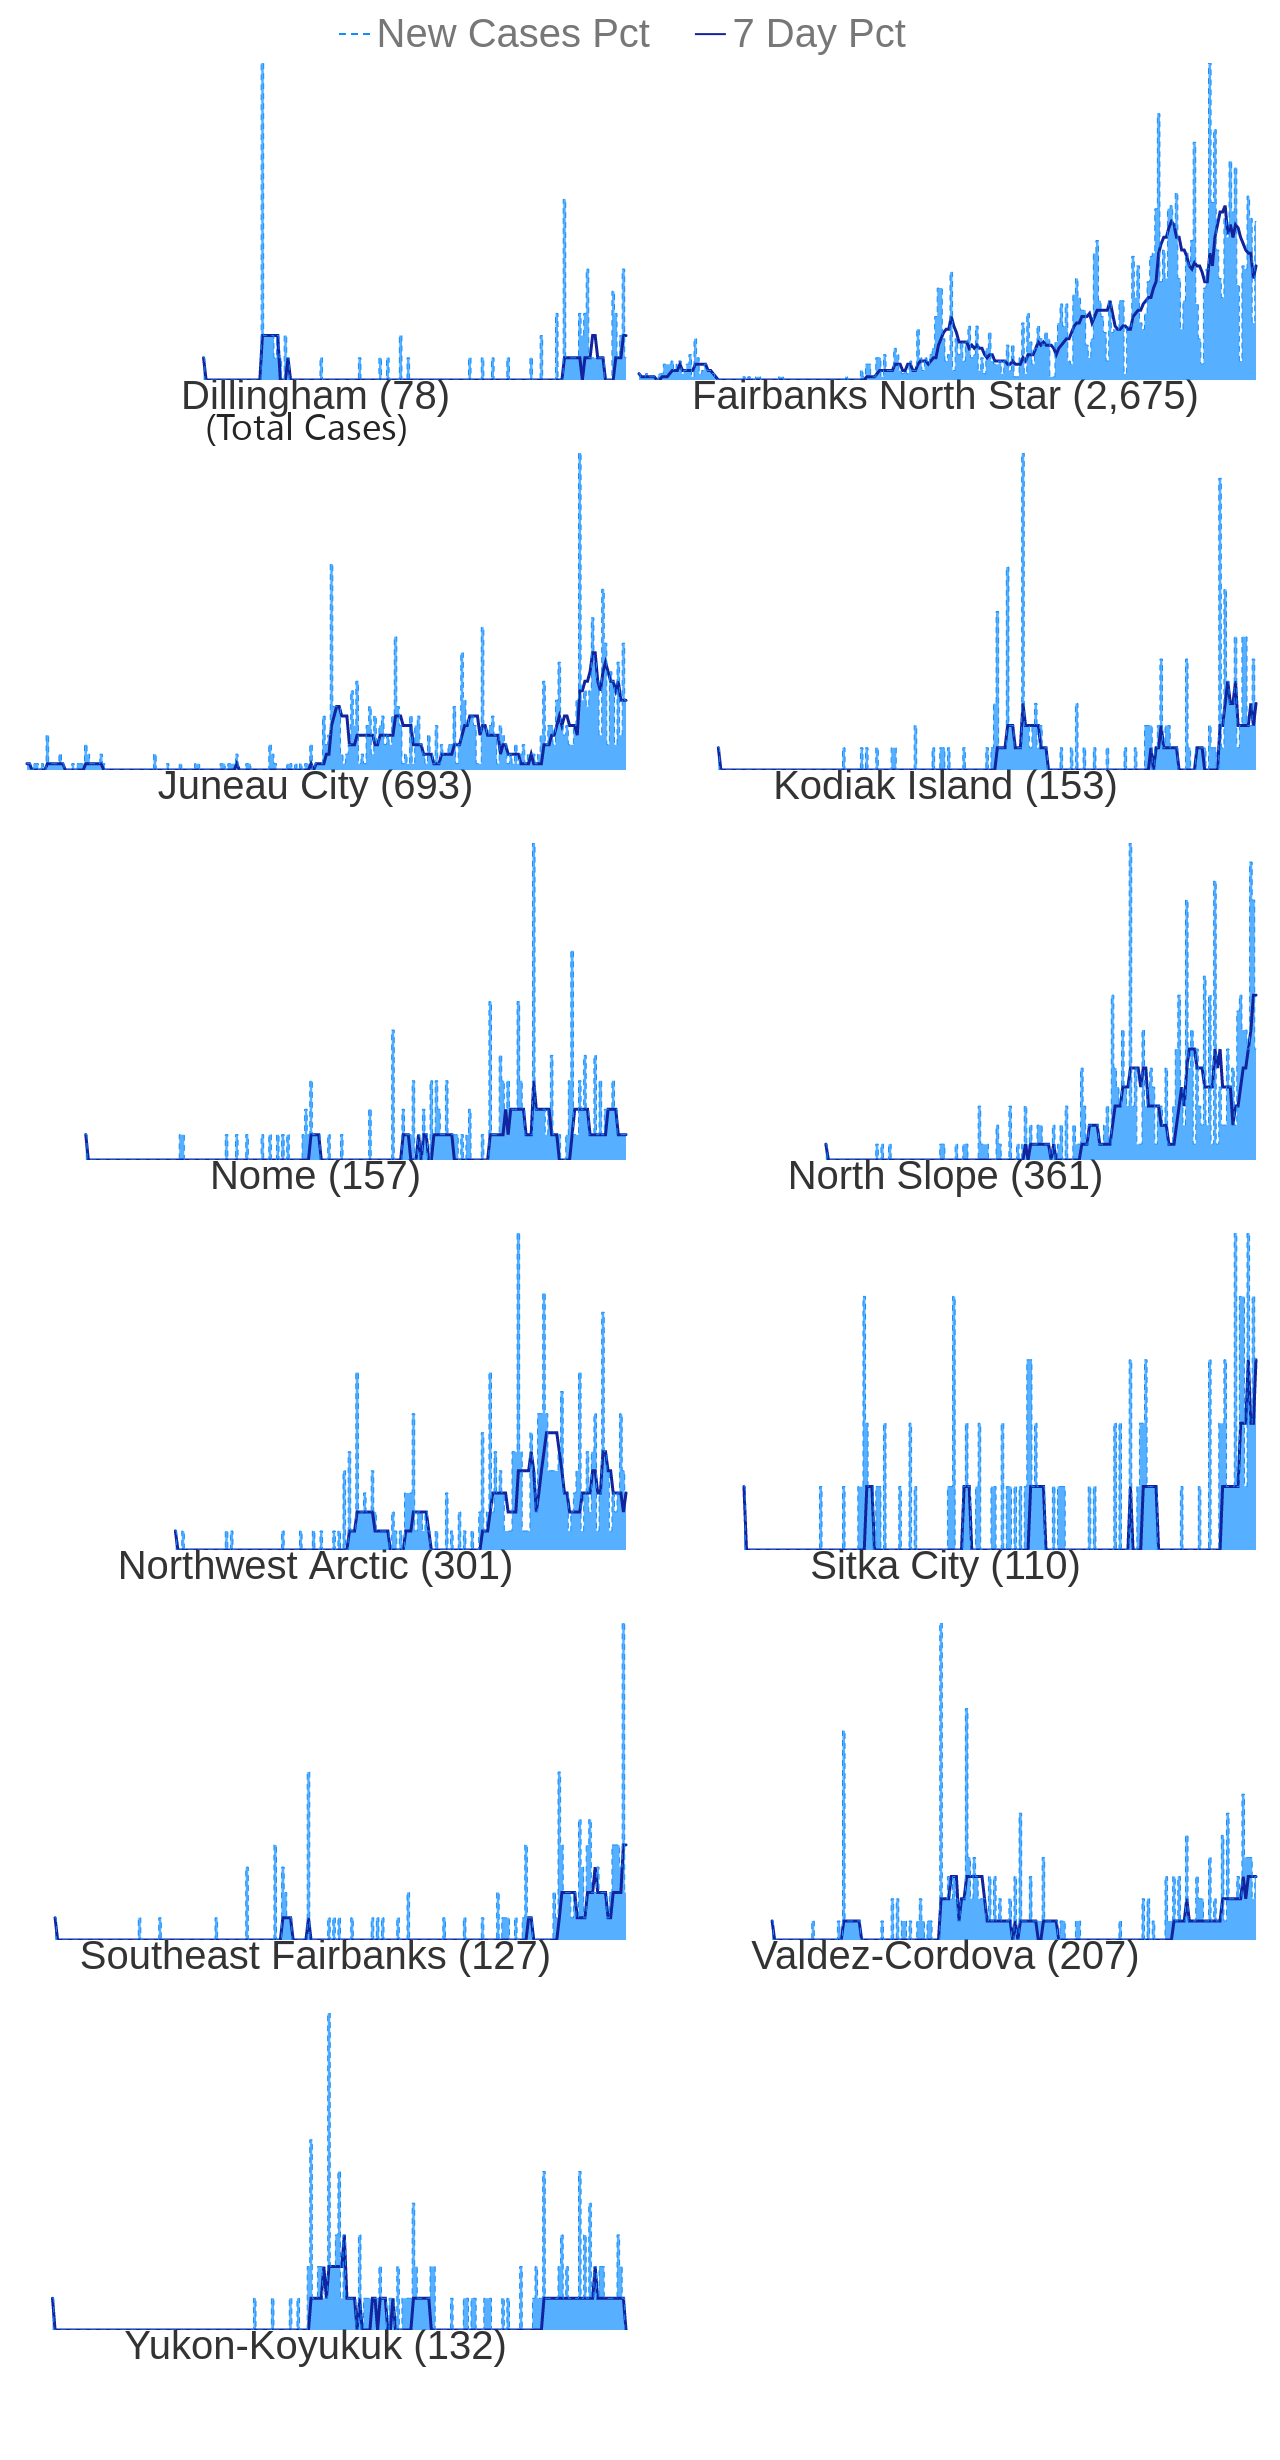 New Cases Pct 7 Day Pct
Dillingham (78) Fairbanks North Star (2,675)
(Total Cases)
Juneau City (693) Kodiak Island (153)
Nome (157) North Slope (361)
Northwest Arctic (301) Sitka City (110)
Southeast Fairbanks (127) Valdez-Cordova (207)
Yukon-Koyukuk (132)